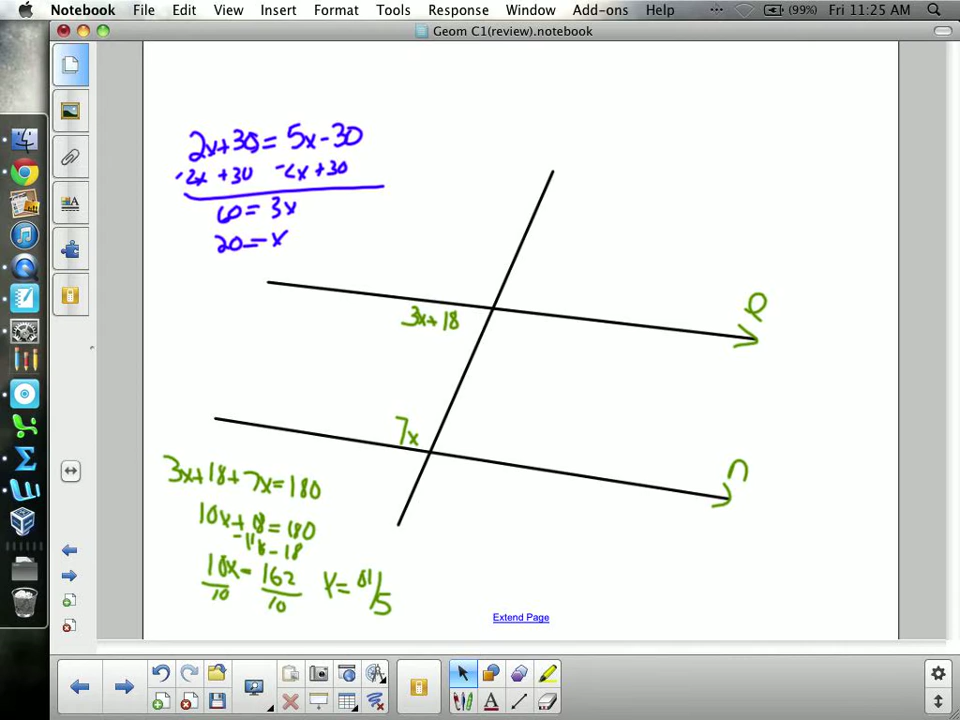 Notebook File Edit View Insert Format Tools Response Window Add-ons Help (99%) Fri 11:25 AM
Geom C1(review).notebook
2x+30=5x-30
-2x +30 -2x +30
60=3x
20=x
3x+18
7x
n
3x+18+7x=180
10x+18=180
-18 -18
10x=162
10 10
x=81/5
Extend Page